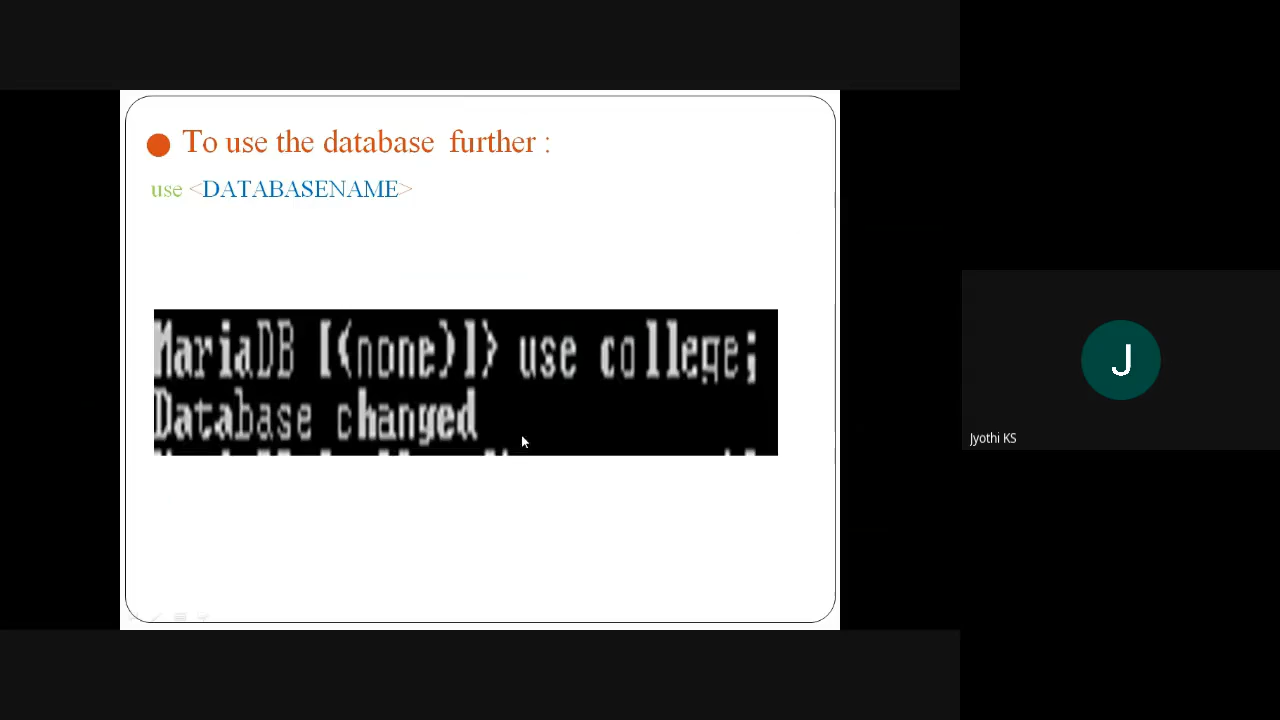 To use the database further :
use <DATABASENAME>
MariaDB [(none)]> use college;
Database changed
J
Jyothi KS